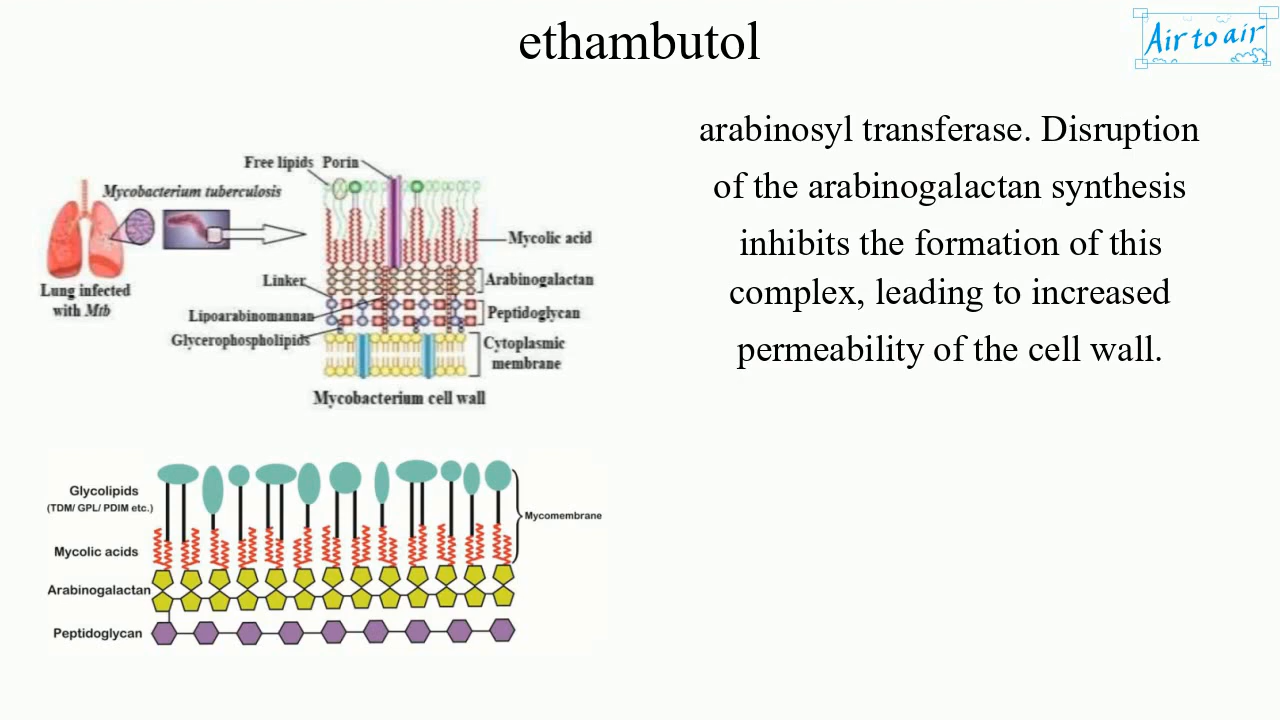 ethambutol
Air to air
arabinosyl transferase. Disruption
of the arabinogalactan synthesis
inhibits the formation of this
complex, leading to increased
permeability of the cell wall.
Free lipids Porin
Mycobacterium tuberculosis
Mycolic acid
Linker
Arabinogalactan
Lung infected
with Mtb
Lipoarabinomannan
Peptidoglycan
Glycerophospholipids
Cytoplasmic
membrane
Mycobacterium cell wall
Glycolipids
(TDM/ GPL/ PDIM etc.)
Mycomembrane
Mycolic acids
Arabinogalactan
Peptidoglycan